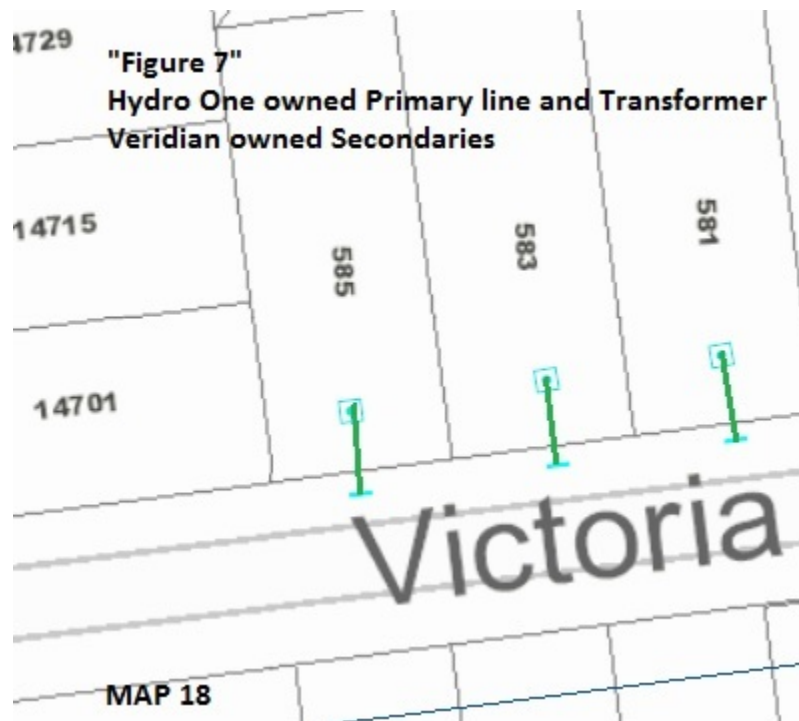 4729
"Figure 7"
Hydro One owned Primary line and Transformer
Veridian owned Secondaries
14715
585
583
581
14701
Victoria
MAP 18